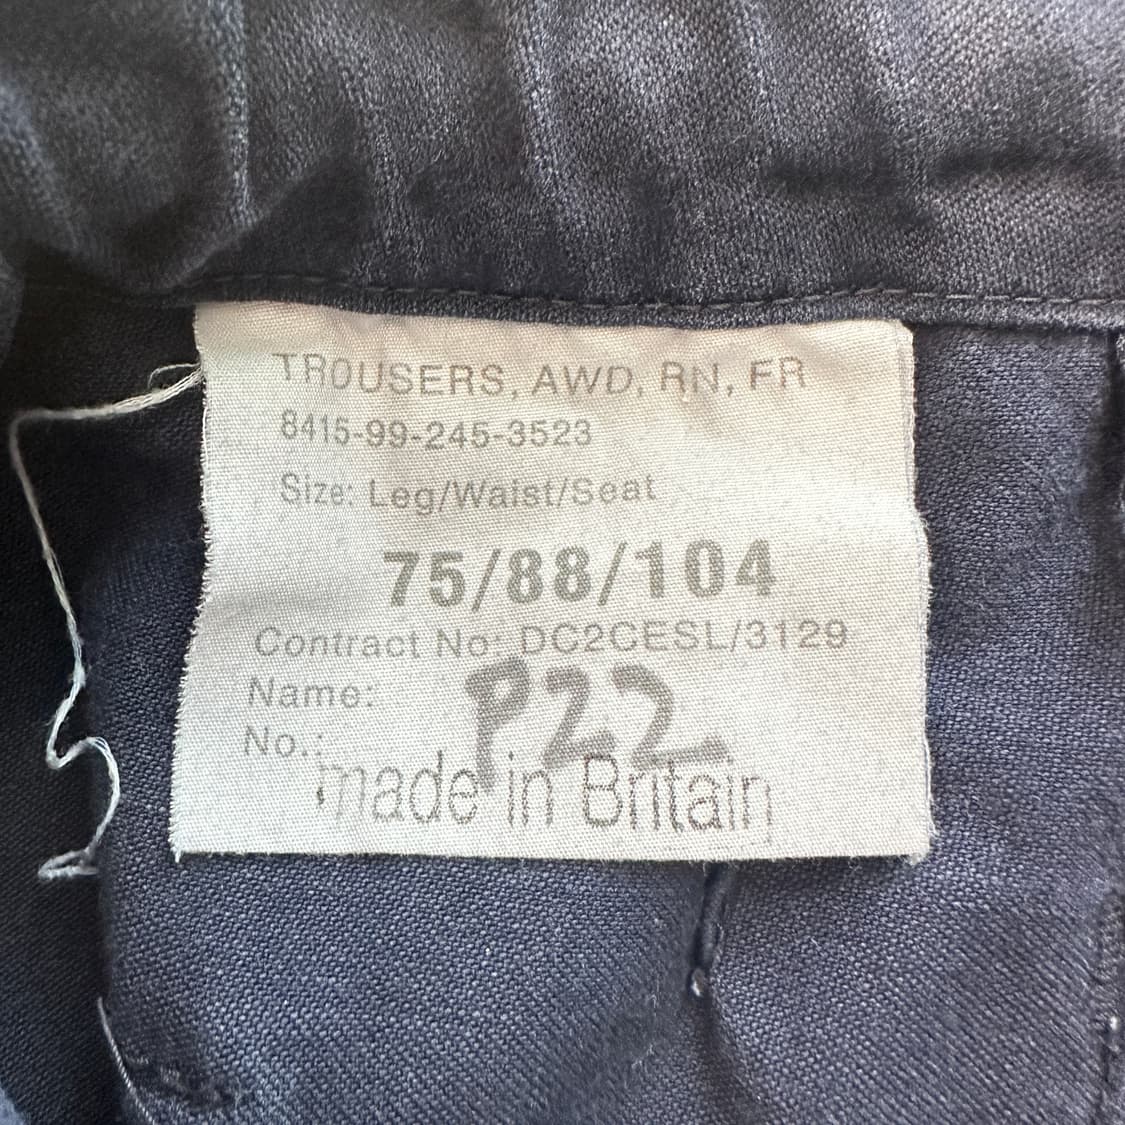 TROUSERS, AWD, RN, FR
8415-99-245-3523
Size: Leg/Waist/Seat
75/88/104
Contract No: DC2CESL/3129
Name:
P22
No.:
made in Britain